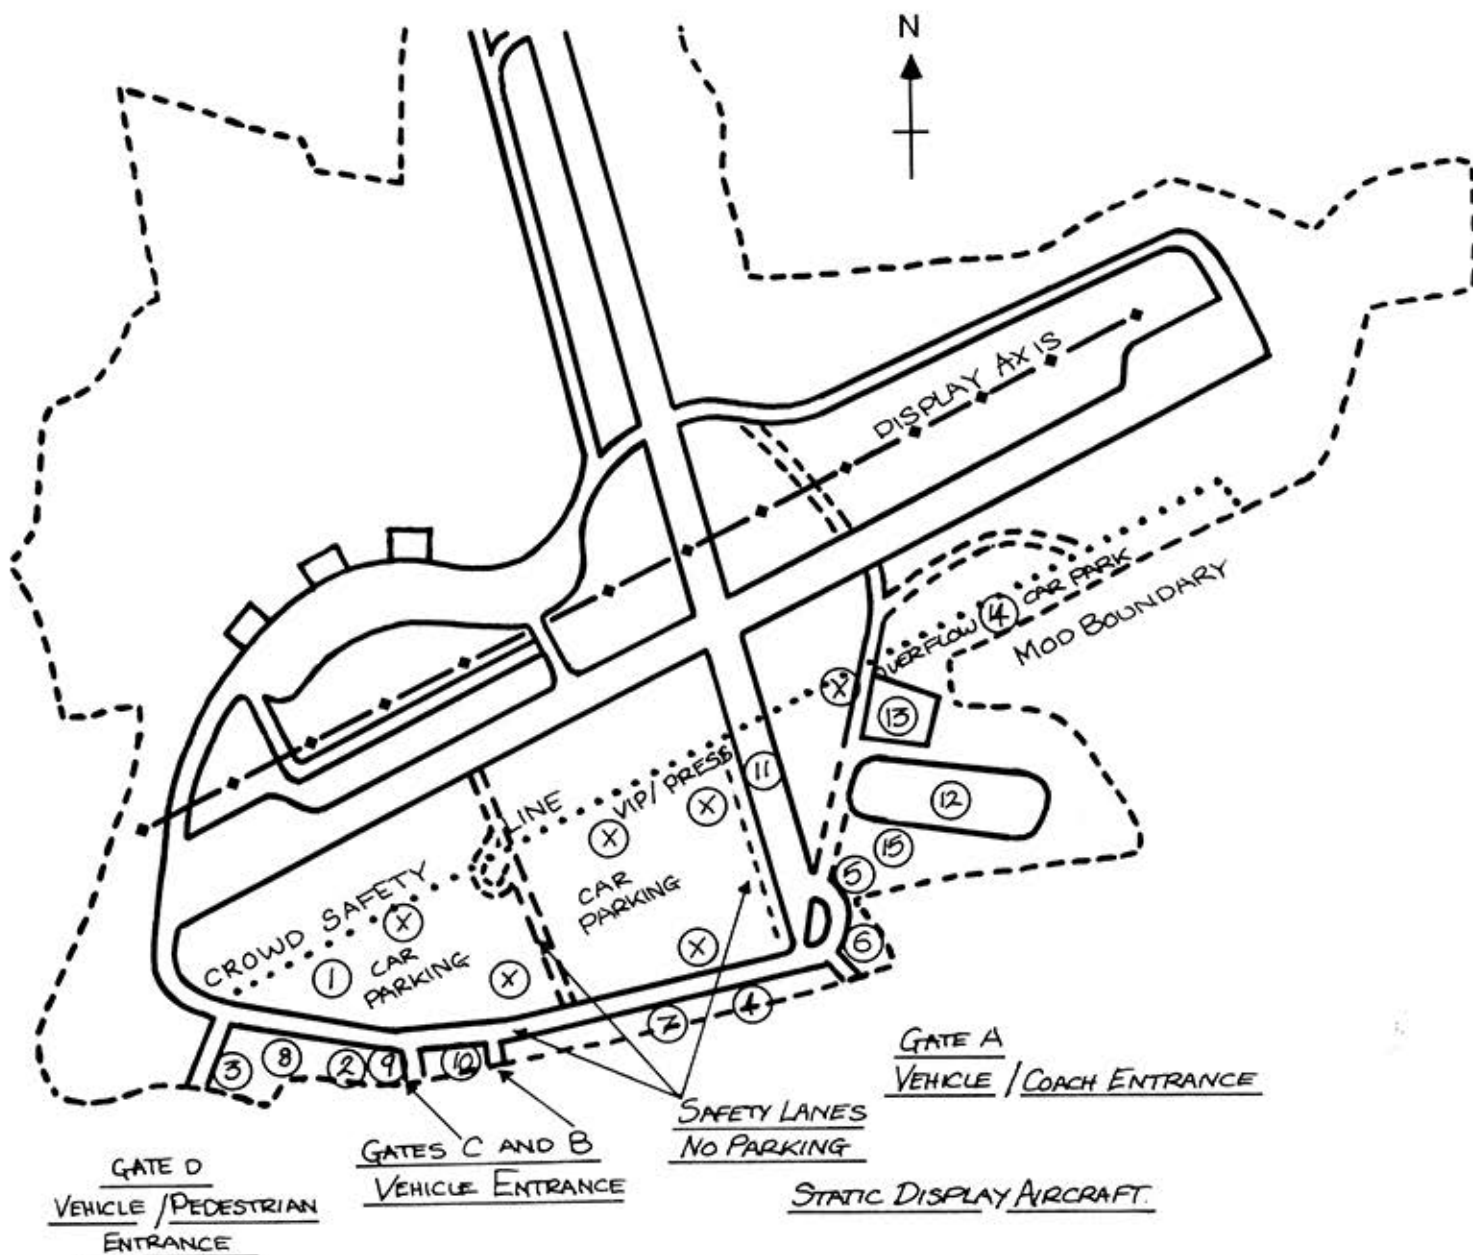 N
DISPLAY AXIS
OVERFLOW 4 CAR PARK
MOD BOUNDARY
X
13
11
12
VIP/PRESS
X
LINE
X
15
5
CAR
PARKING
CROWD SAFETY
X
X
6
1
CAR
PARKING
X
7
4
3
8
2
9
10
GATE A
VEHICLE / COACH ENTRANCE
SAFETY LANES
NO PARKING
GATES C AND B
VEHICLE ENTRANCE
GATE D
VEHICLE / PEDESTRIAN
ENTRANCE
STATIC DISPLAY AIRCRAFT.